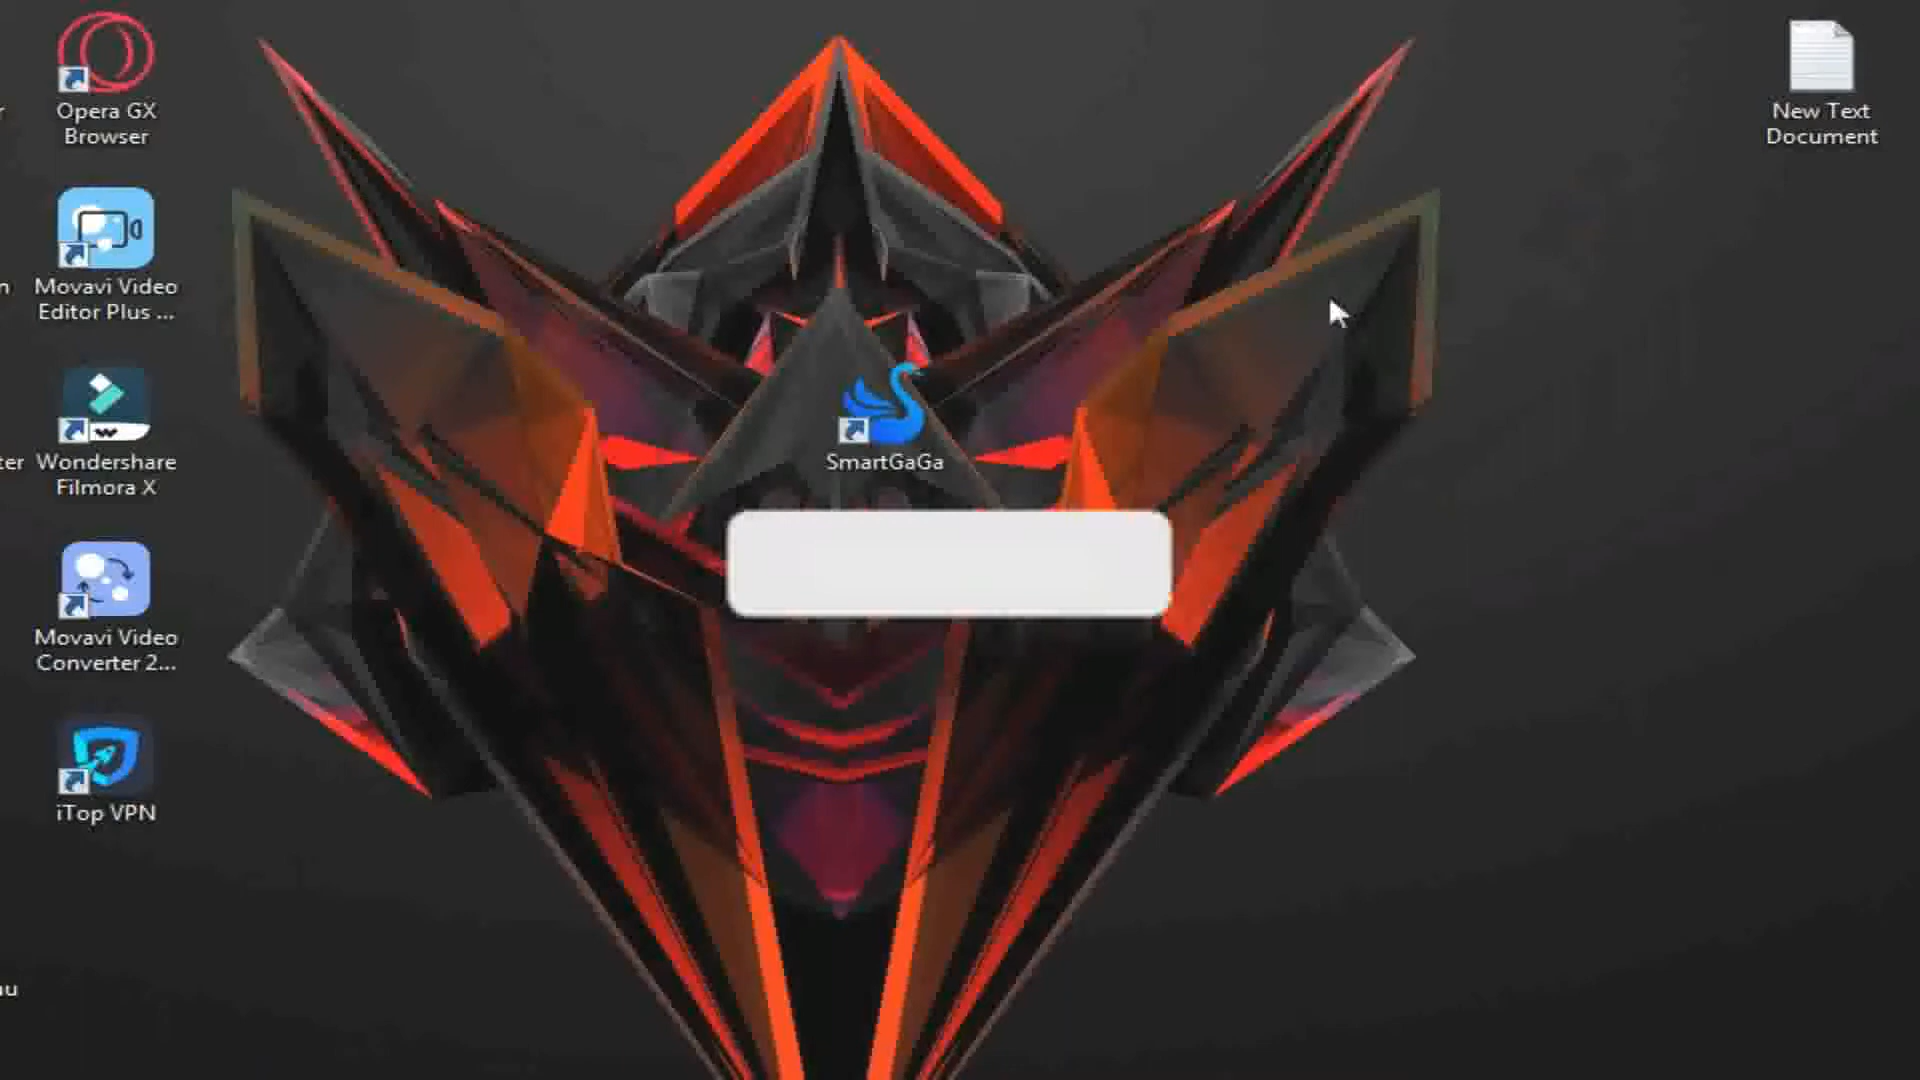 Opera GX
Browser
Movavi Video
Editor Plus ...
Wondershare
Filmora X
Movavi Video
Converter 2...
iTop VPN
SmartGaGa
New Text
Document